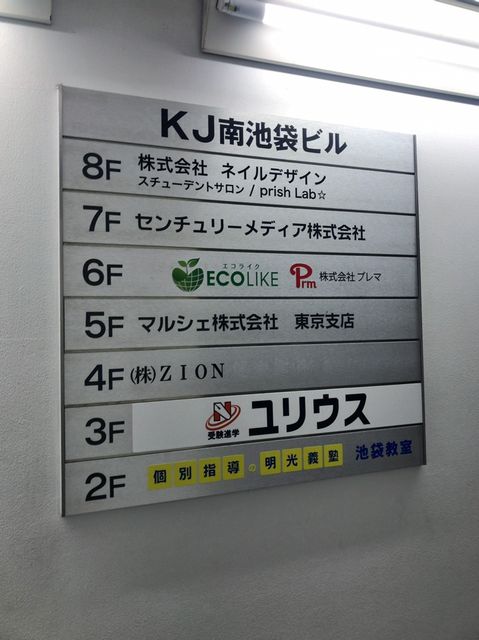 KJ南池袋ビル
8F 株式会社 ネイルデザイン
スチューデントサロン / prish Lab☆
7F センチュリーメディア株式会社
6F エコライク ECOLIKE Prm 株式会社 プレマ
5F マルシェ株式会社 東京支店
4F (株)ZION
3F N 受験進学 ユリウス
2F 個別指導の明光義塾 池袋教室